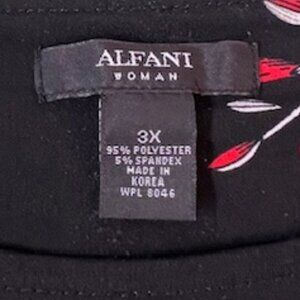 ALFANI
WOMAN
3X
95% POLYESTER
5% SPANDEX
MADE IN
KOREA
WPL 8046